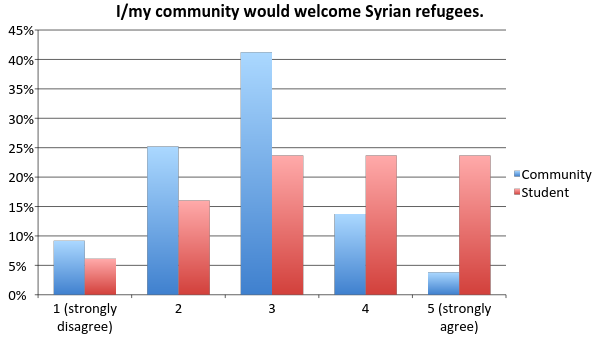 I/my community would welcome Syrian refugees.
45%
40%
35%
30%
25%
20%
15%
10%
5%
0%
1 (strongly
disagree)
2
3
4
5 (strongly
agree)
Community
Student